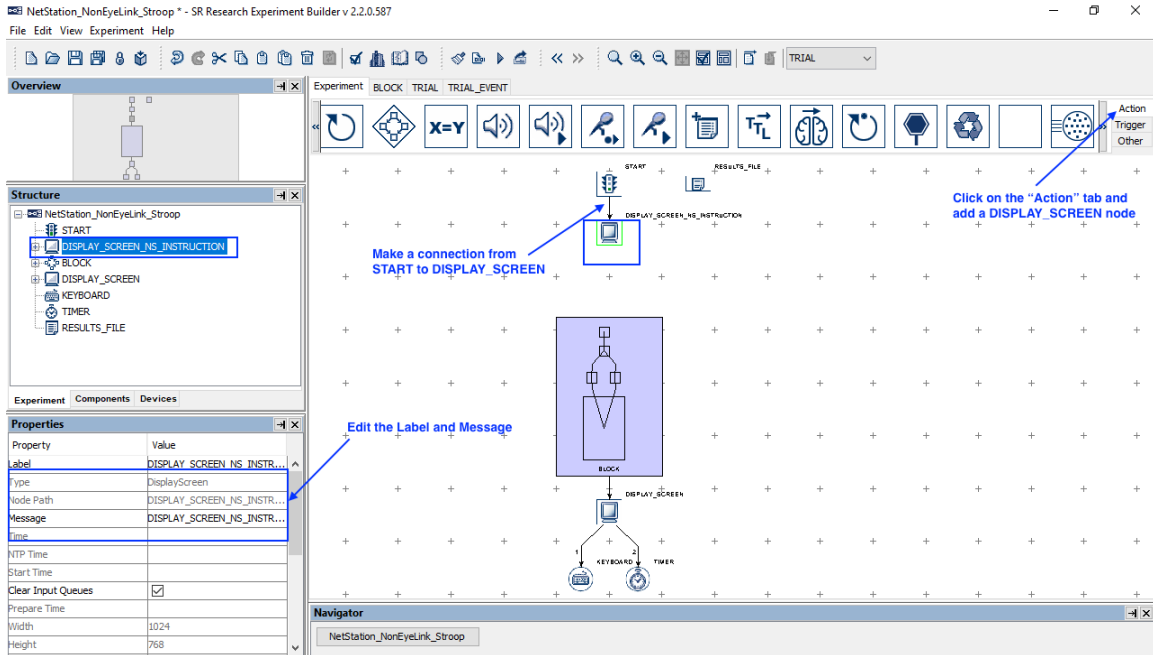 NetStation_NonEyeLink_Stroop * - SR Research Experiment Builder v 2.2.0.587
File Edit View Experiment Help
TRIAL
Overview
Experiment BLOCK TRIAL TRIAL_EVENT
X=Y
TTL
Action
Trigger
Other
START
RESULTS_FILE
Structure
NetStation_NonEyeLink_Stroop
START
DISPLAY_SCREEN_NS_INSTRUCTION
BLOCK
DISPLAY_SCREEN
KEYBOARD
TIMER
RESULTS_FILE
Experiment Components Devices
DISPLAY_SCREEN_NS_INSTRUCTION
Click on the “Action” tab and
add a DISPLAY_SCREEN node
Make a connection from
START to DISPLAY_SCREEN
Properties
Property Value
Label DISPLAY_SCREEN_NS_INSTR...
Type DisplayScreen
Node Path DISPLAY_SCREEN_NS_INSTR...
Message DISPLAY_SCREEN_NS_INSTR...
Time
NTP Time
Start Time
Clear Input Queues
Prepare Time
Width 1024
Height 768
Edit the Label and Message
BLOCK
DISPLAY_SCREEN
1 2
KEYBOARD TIMER
Navigator
NetStation_NonEyeLink_Stroop